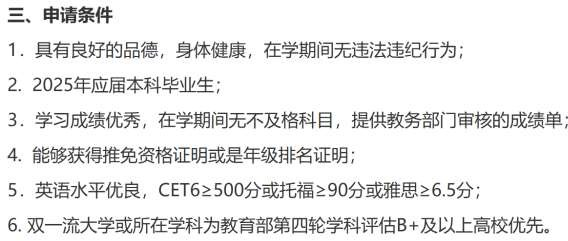 三、申请条件
1．具有良好的品德，身体健康，在学期间无违法违纪行为；
2. 2025年应届本科毕业生；
3．学习成绩优秀，在学期间无不及格科目，提供教务部门审核的成绩单；
4. 能够获得推免资格证明或是年级排名证明；
5．英语水平优良，CET6≥500分或托福≥90分或雅思≥6.5分；
6. 双一流大学或所在学科为教育部第四轮学科评估B+及以上高校优先。